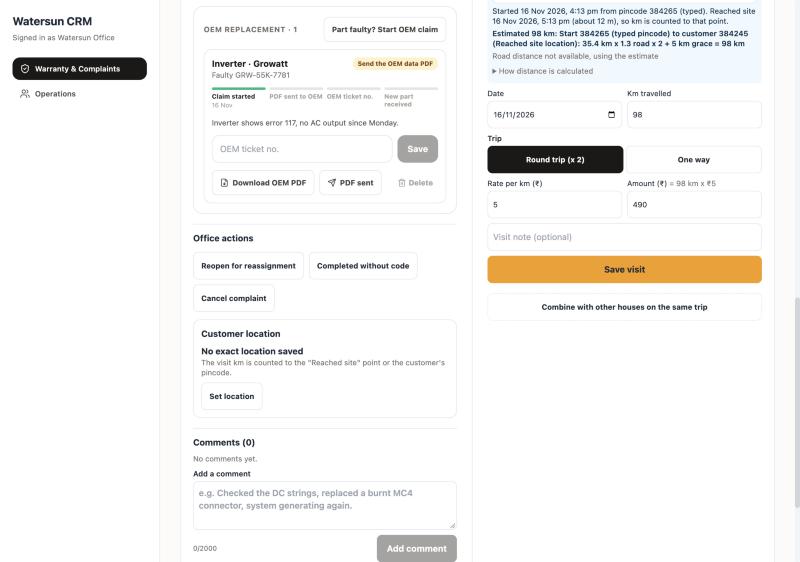 Watersun CRM
Signed in as Watersun Office
Warranty & Complaints
Operations
OEM REPLACEMENT · 1
Part faulty? Start OEM claim
Inverter · Growatt
Send the OEM data PDF
Faulty GRW-55K-7781
Claim started
16 Nov
PDF sent to OEM
OEM ticket no.
New part
received
Inverter shows error 117, no AC output since Monday.
OEM ticket no.
Save
Download OEM PDF
PDF sent
Delete
Office actions
Reopen for reassignment
Completed without code
Cancel complaint
Customer location
No exact location saved
The visit km is counted to the "Reached site" point or the customer's
pincode.
Set location
Comments (0)
No comments yet.
Add a comment
e.g. Checked the DC strings, replaced a burnt MC4
connector, system generating again.
0/2000
Add comment
Started 16 Nov 2026, 4:13 pm from pincode 384265 (typed). Reached site
16 Nov 2026, 5:13 pm (about 12 m), so km is counted to that point.
Estimated 98 km: Start 384265 (typed pincode) to customer 384245
(Reached site location): 35.4 km x 1.3 road x 2 + 5 km grace = 98 km
Road distance not available, using the estimate
How distance is calculated
Date
Km travelled
16/11/2026
98
Trip
Round trip (x 2)
One way
Rate per km (₹)
Amount (₹) = 98 km x ₹5
5
490
Visit note (optional)
Save visit
Combine with other houses on the same trip